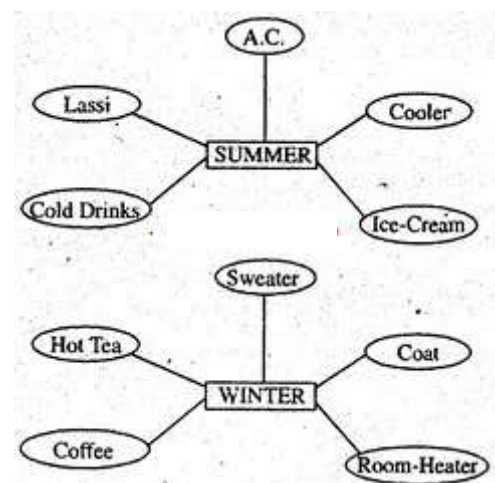 A.C.
Lassi
Cooler
SUMMER
Cold Drinks
Ice-Cream
Sweater
Hot Tea
Coat
WINTER
Coffee
Room-Heater